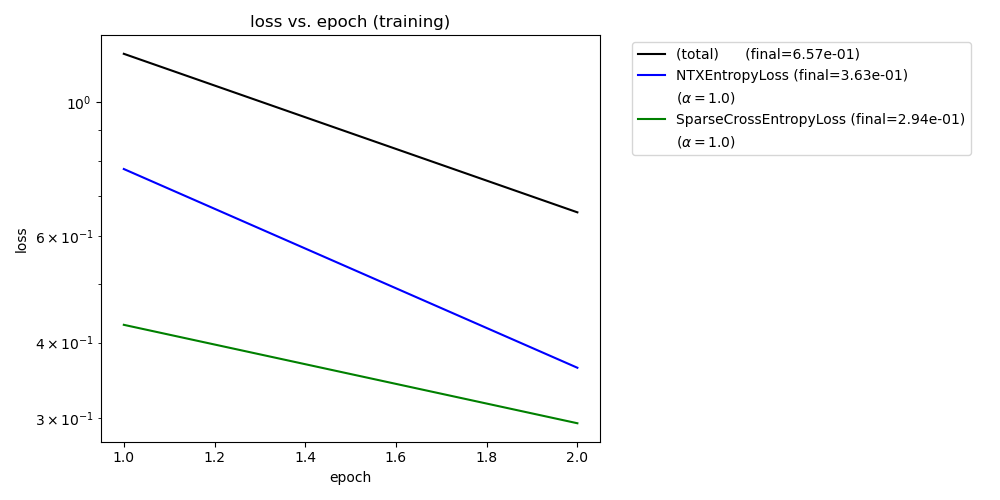 loss vs. epoch (training)
(total) (final=6.57e-01)
NTXEntropyLoss (final=3.63e-01)
(α = 1.0)
SparseCrossEntropyLoss (final=2.94e-01)
(α = 1.0)
10⁰
6 × 10⁻¹
4 × 10⁻¹
3 × 10⁻¹
loss
1.0 1.2 1.4 1.6 1.8 2.0
epoch